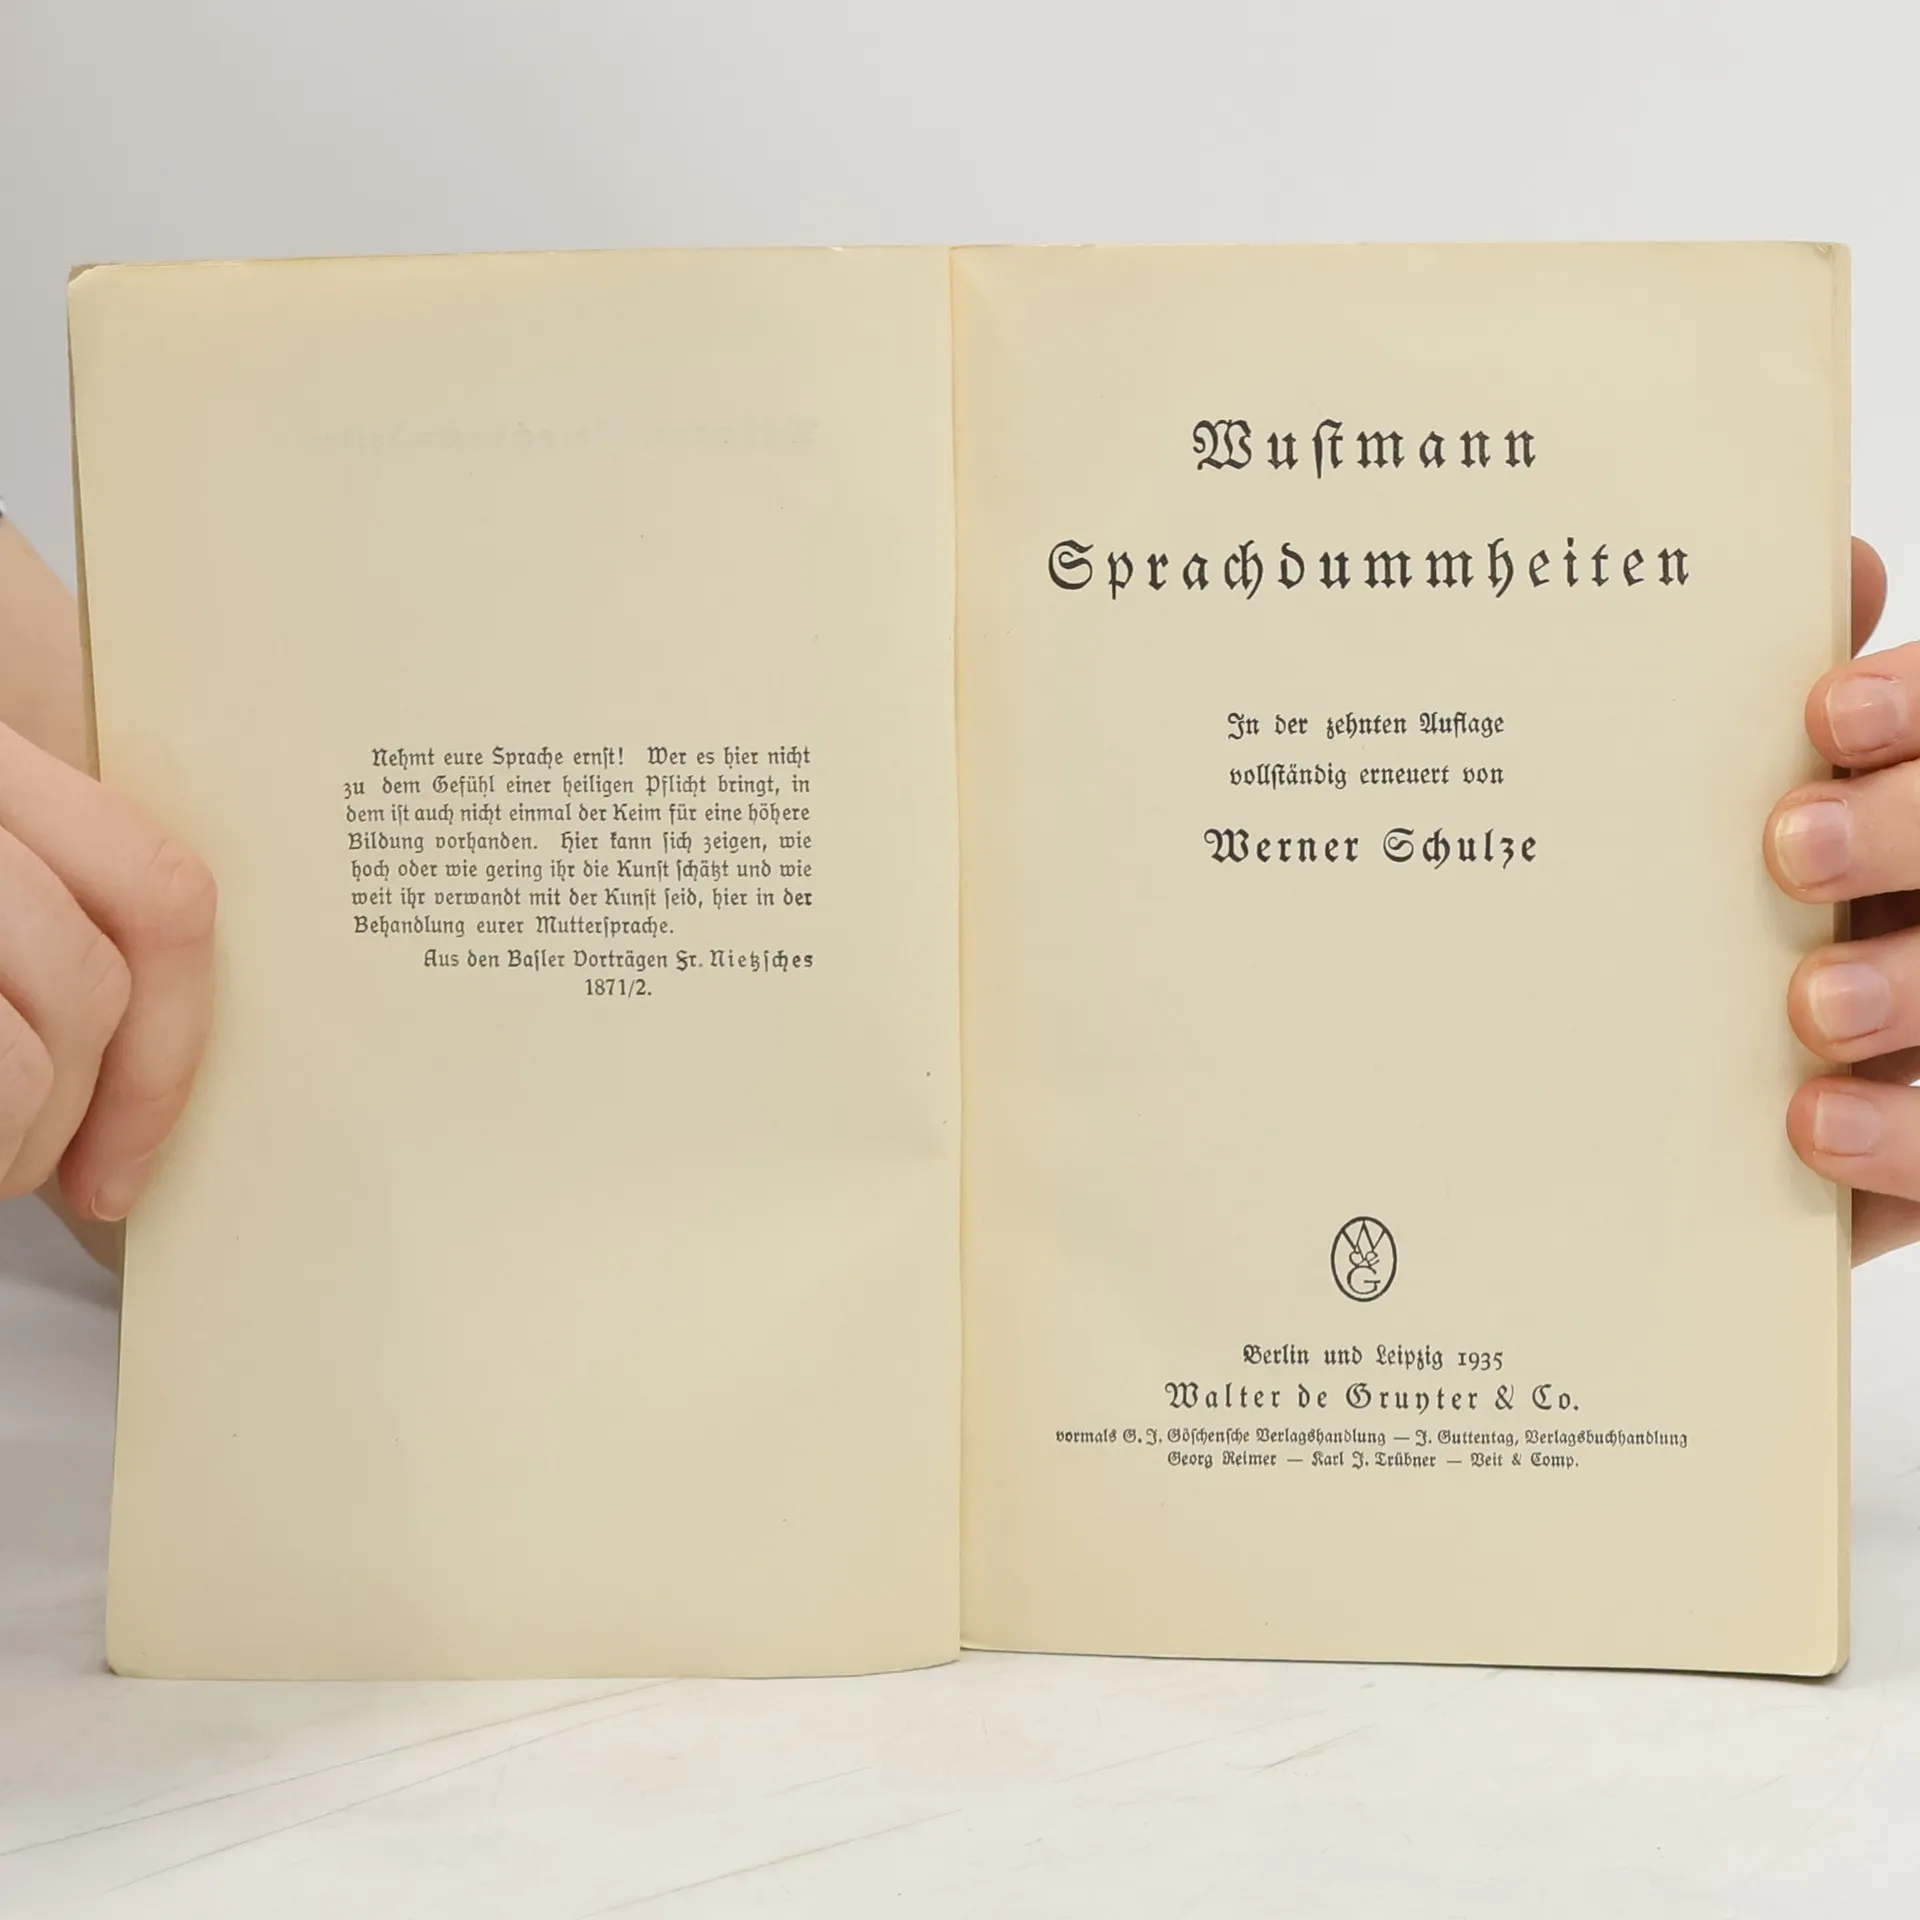 Nehmt eure Sprache ernst! Wer es hier nicht
zu dem Gefühl einer heiligen Pflicht bringt, in
dem ist auch nicht einmal der Keim für eine höhere
Bildung vorhanden. Hier kann sich zeigen, wie
hoch oder wie gering ihr die Kunst schätzt und wie
weit ihr verwandt mit der Kunst seid, hier in der
Behandlung eurer Muttersprache.
Aus den Basler Vorträgen Fr. Nietzsches
1871/2.
Wustmann
Sprachdummheiten
In der zehnten Auflage
vollständig erneuert von
Werner Schulze
W
de
G
Berlin und Leipzig 1935
Walter de Gruyter & Co.
vormals G. J. Göschensche Verlagshandlung — J. Guttentag, Verlagsbuchhandlung
Georg Reimer — Karl J. Trübner — Veit & Comp.